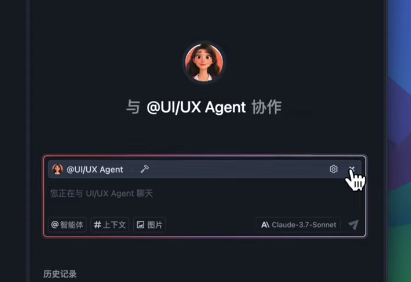 与 @UI/UX Agent 协作
@UI/UX Agent
您正在与 UI/UX Agent 聊天
@智能体 #上下文 图片 A\ Claude-3.7-Sonnet
历史记录